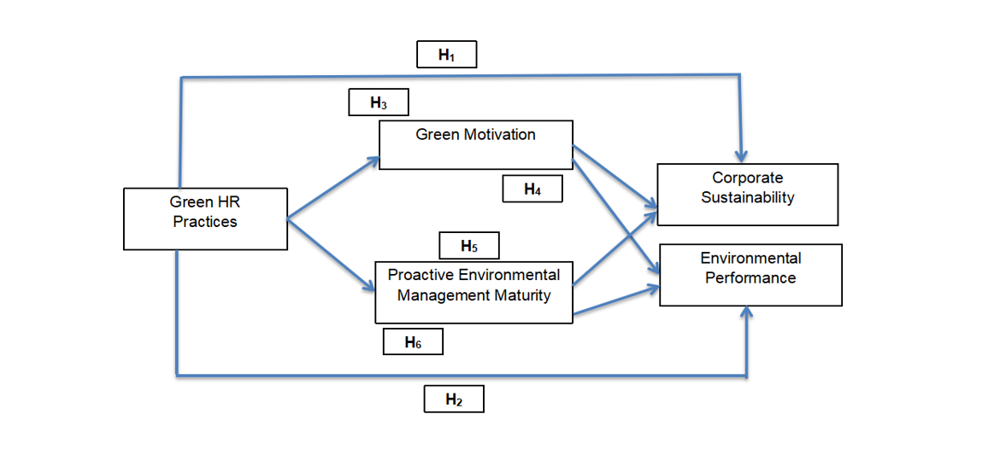 H₁
H₃
Green Motivation
H₄
Corporate
Sustainability
Green HR
Practices
H₅
Proactive Environmental
Management Maturity
Environmental
Performance
H₆
H₂